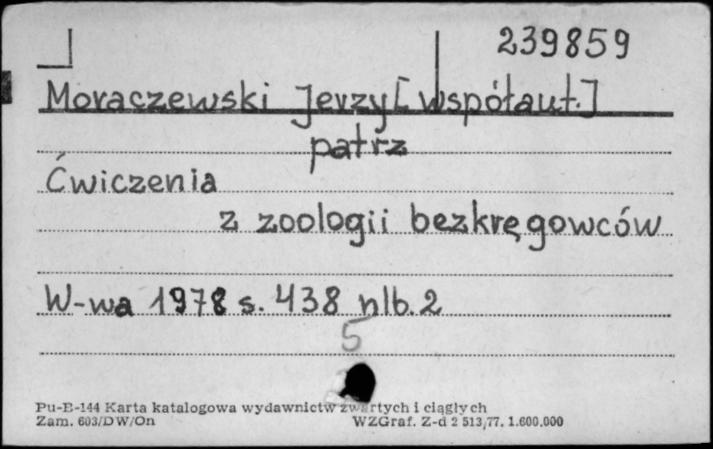 239859
Moraczewski Jerzy [współaut.]
patrz
Ćwiczenia
z zoologii bezkręgowców
W-wa 1978 s. 438 nlb. 2
5
Pu-B-144 Karta katalogowa wydawnictw zwartych i ciągłych
Zam. 603/DW/On WZGraf. Z-d 2 513,77. 1.600.000